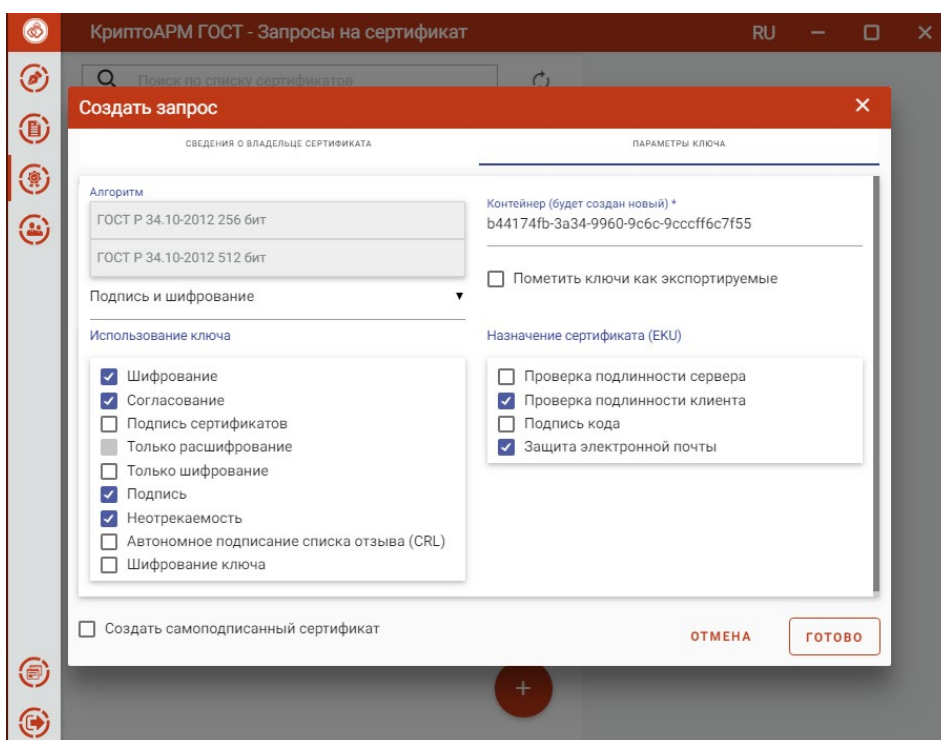 КриптоАРМ ГОСТ - Запросы на сертификат
RU
Поиск по списку сертификатов
Создать запрос
СВЕДЕНИЯ О ВЛАДЕЛЬЦЕ СЕРТИФИКАТА
ПАРАМЕТРЫ КЛЮЧА
Алгоритм
ГОСТ Р 34.10-2012 256 бит
ГОСТ Р 34.10-2012 512 бит
Подпись и шифрование
Контейнер (будет создан новый) *
b44174fb-3a34-9960-9c6c-9cccff6c7f55
Пометить ключи как экспортируемые
Использование ключа
Шифрование
Согласование
Подпись сертификатов
Только расшифрование
Только шифрование
Подпись
Неотрекаемость
Автономное подписание списка отзыва (CRL)
Шифрование ключа
Назначение сертификата (EKU)
Проверка подлинности сервера
Проверка подлинности клиента
Подпись кода
Защита электронной почты
Создать самоподписанный сертификат
ОТМЕНА
ГОТОВО